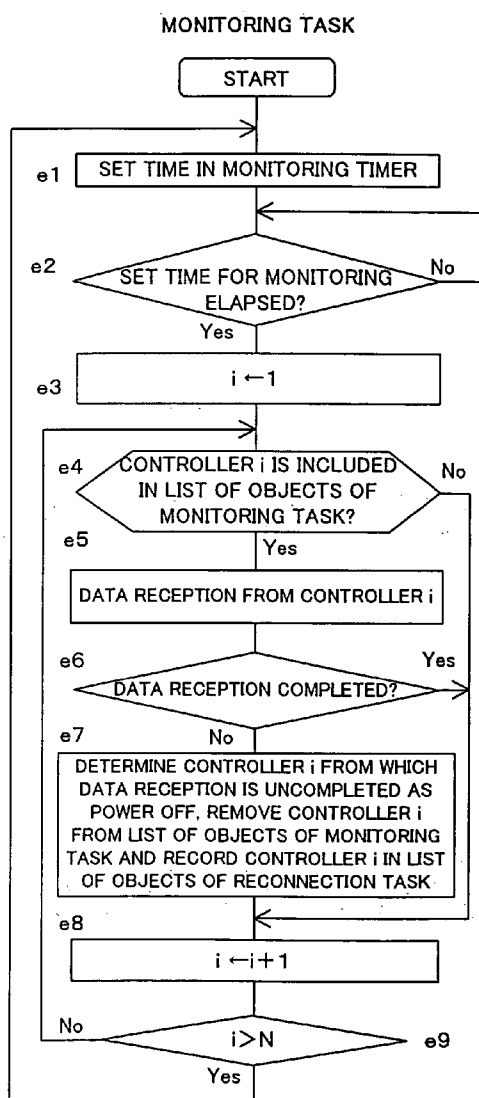 MONITORING TASK
START
e1
SET TIME IN MONITORING TIMER
e2
SET TIME FOR MONITORING
ELAPSED?
No
Yes
e3
i ←1
e4
CONTROLLER i IS INCLUDED
IN LIST OF OBJECTS OF
MONITORING TASK?
No
Yes
e5
DATA RECEPTION FROM CONTROLLER i
e6
DATA RECEPTION COMPLETED?
Yes
No
e7
DETERMINE CONTROLLER i FROM WHICH
DATA RECEPTION IS UNCOMPLETED AS
POWER OFF, REMOVE CONTROLLER i
FROM LIST OF OBJECTS OF MONITORING
TASK AND RECORD CONTROLLER i IN LIST
OF OBJECTS OF RECONNECTION TASK
e8
i ←i+1
No
i>N
e9
Yes